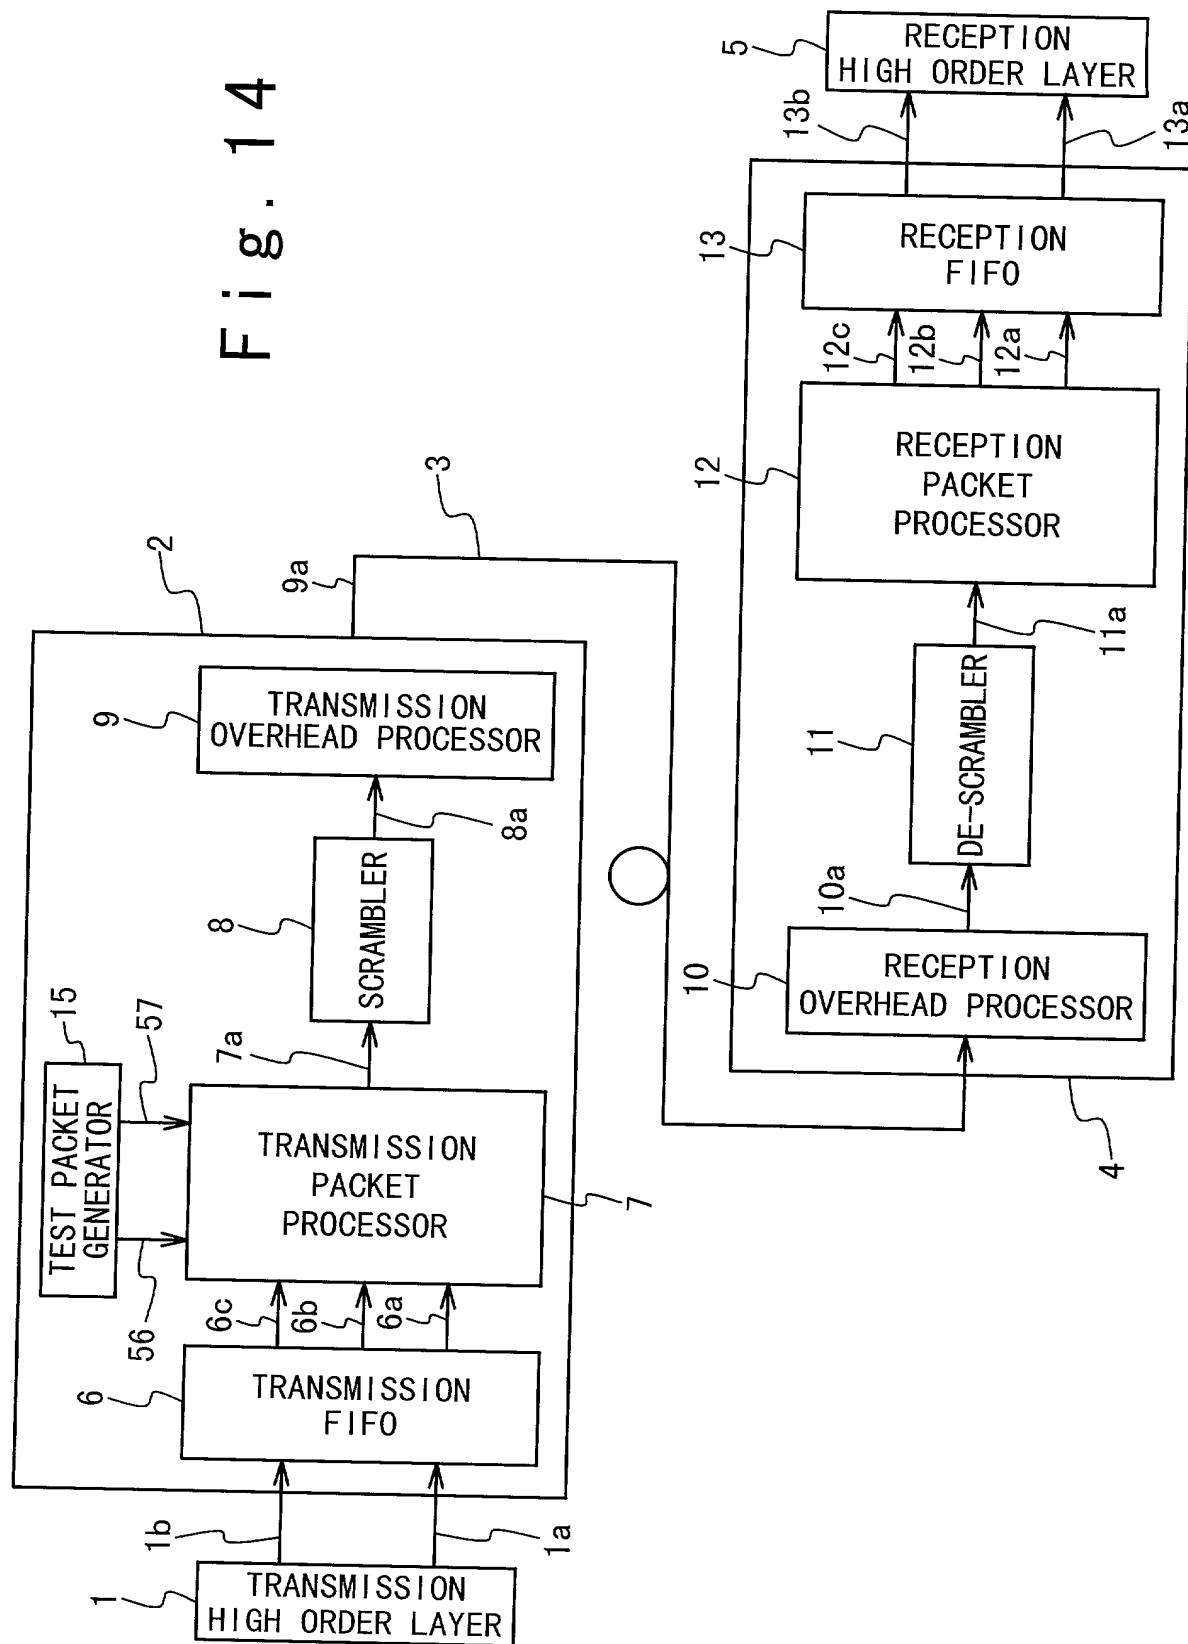 Fig. 14
1
TRANSMISSION
HIGH ORDER LAYER
1b
1a
2
6
TRANSMISSION
FIFO
6c
6b
6a
15
TEST PACKET
GENERATOR
56
57
TRANSMISSION
PACKET
PROCESSOR
7
7a
8
SCRAMBLER
8a
9
TRANSMISSION
OVERHEAD PROCESSOR
9a
3
4
10
RECEPTION
OVERHEAD PROCESSOR
10a
11
DE-SCRAMBLER
11a
12
RECEPTION
PACKET
PROCESSOR
12c
12b
12a
13
RECEPTION
FIFO
13b
13a
5
RECEPTION
HIGH ORDER LAYER